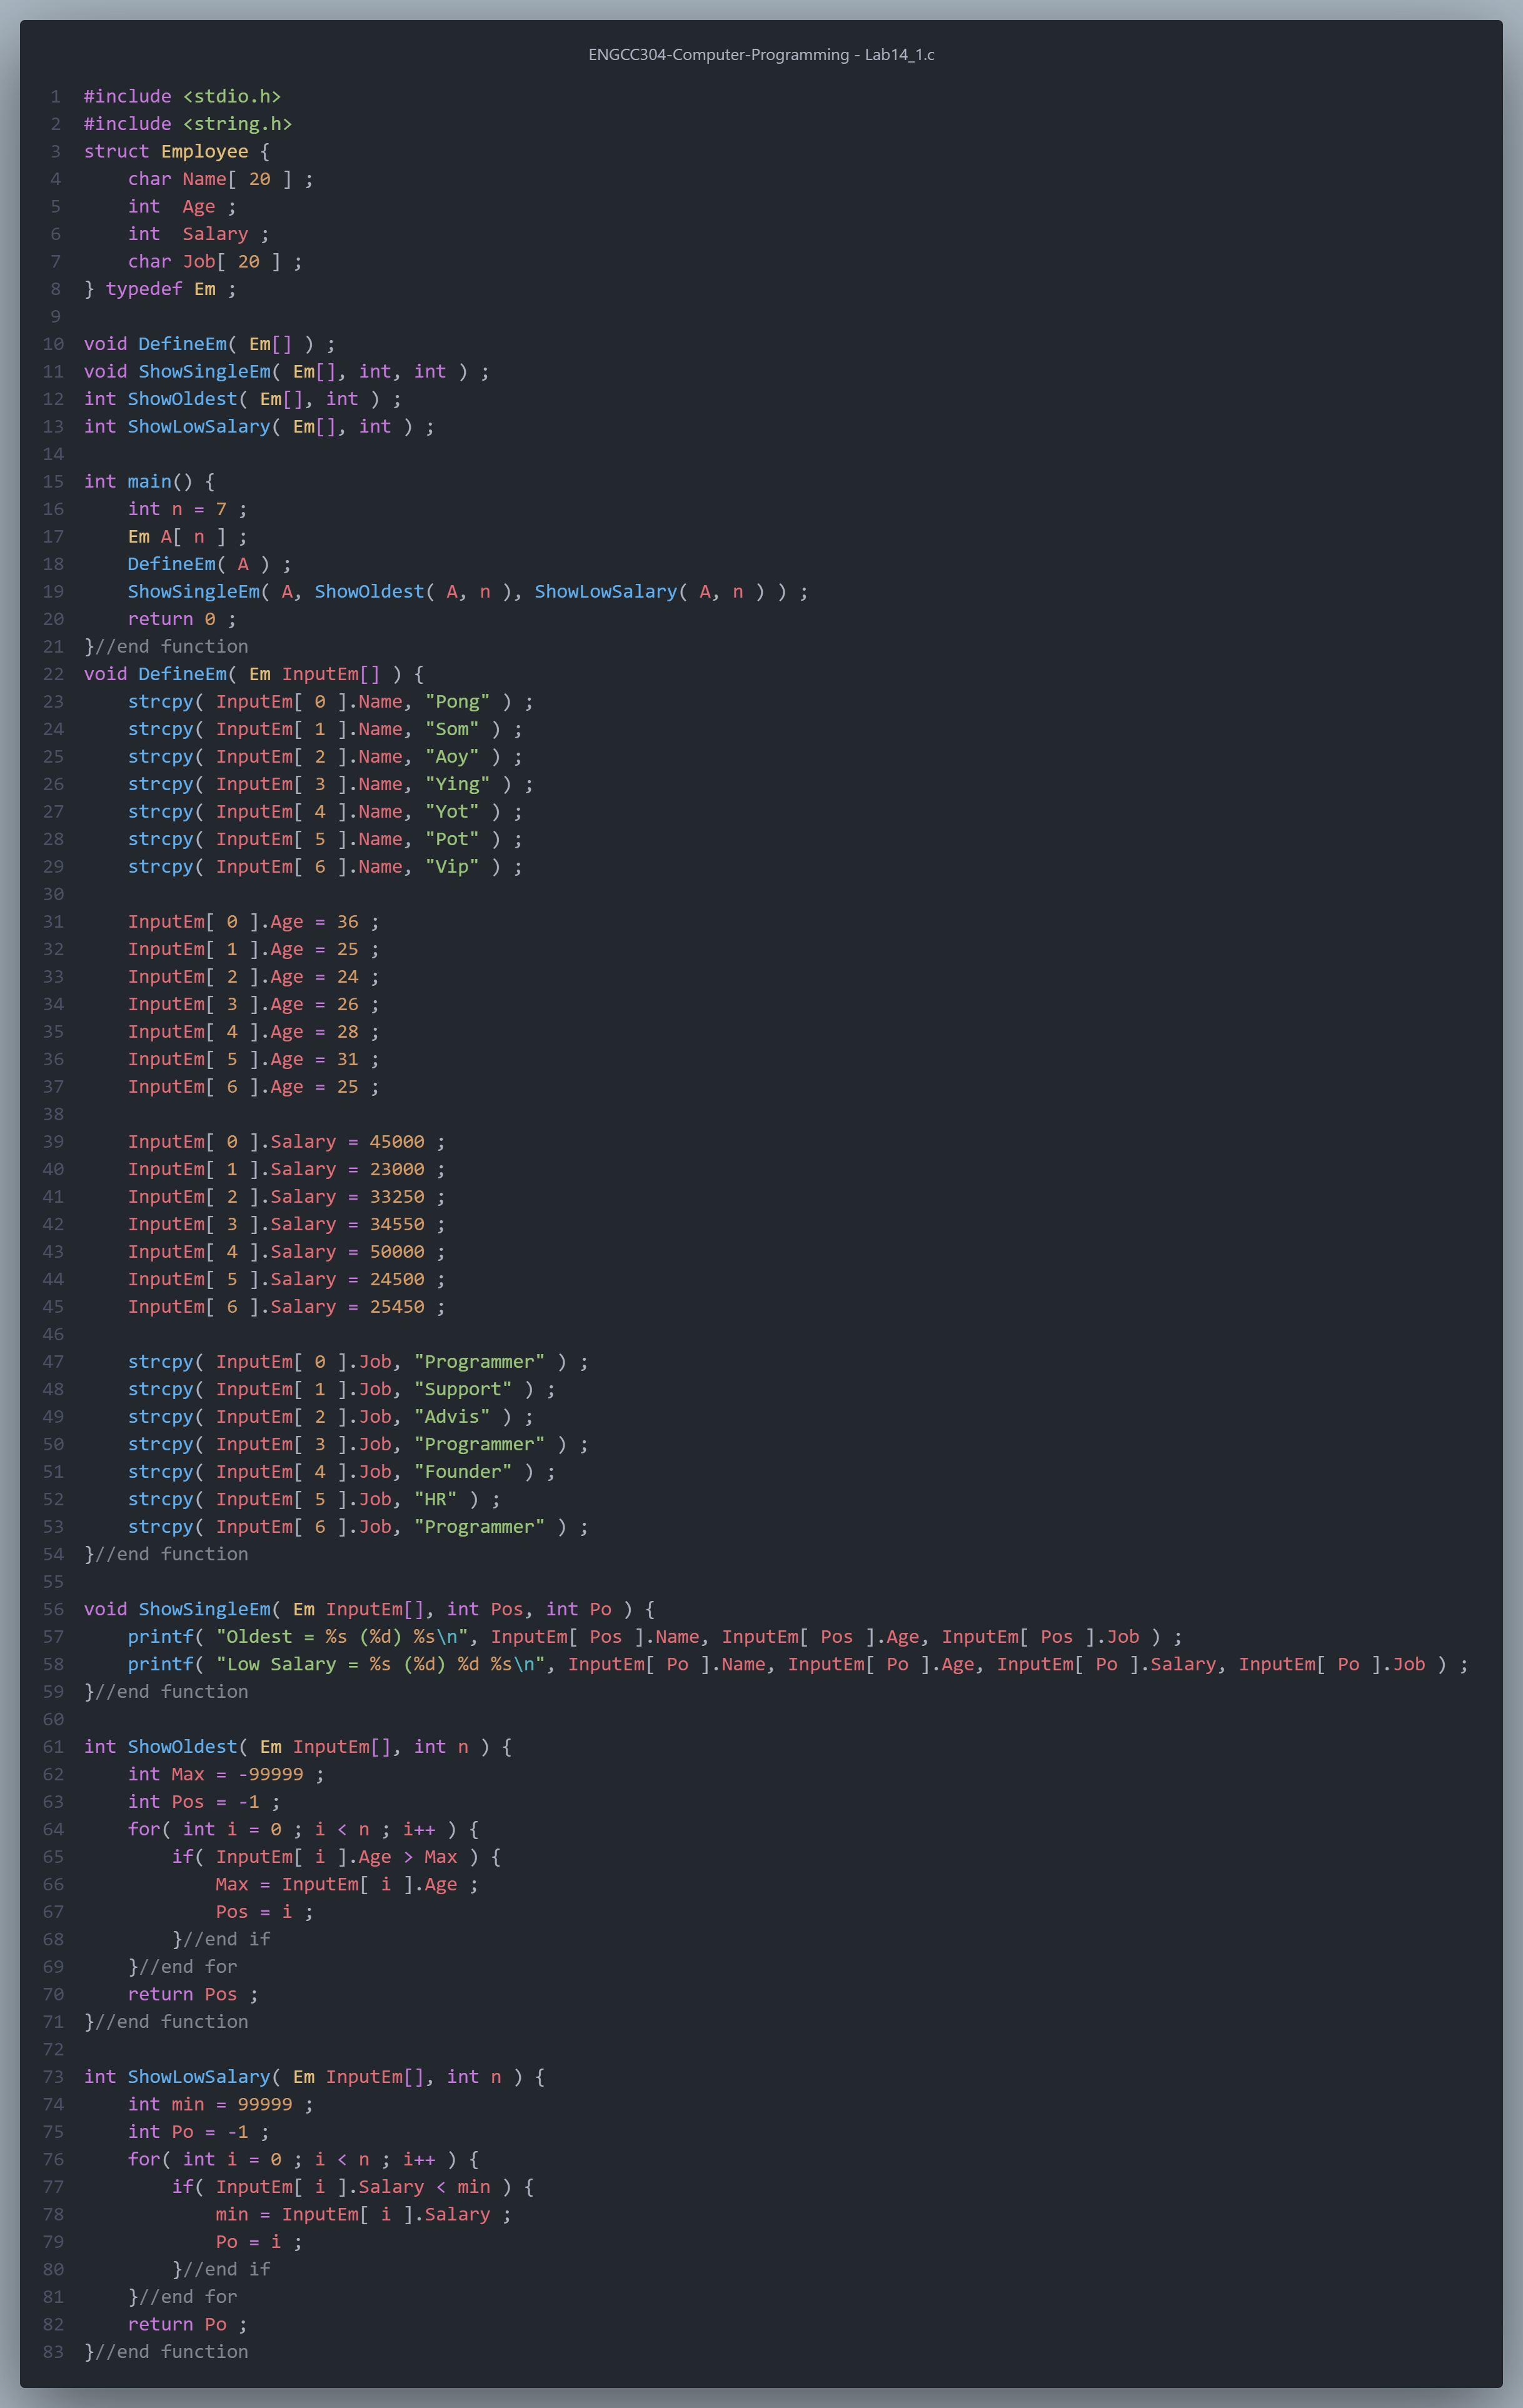 ENGCC304-Computer-Programming - Lab14_1.c
1 #include <stdio.h>
2 #include <string.h>
3 struct Employee {
4     char Name[ 20 ] ;
5     int  Age ;
6     int  Salary ;
7     char Job[ 20 ] ;
8 } typedef Em ;
9
10 void DefineEm( Em[] ) ;
11 void ShowSingleEm( Em[], int, int ) ;
12 int ShowOldest( Em[], int ) ;
13 int ShowLowSalary( Em[], int ) ;
14
15 int main() {
16     int n = 7 ;
17     Em A[ n ] ;
18     DefineEm( A ) ;
19     ShowSingleEm( A, ShowOldest( A, n ), ShowLowSalary( A, n ) ) ;
20     return 0 ;
21 }//end function
22 void DefineEm( Em InputEm[] ) {
23     strcpy( InputEm[ 0 ].Name, "Pong" ) ;
24     strcpy( InputEm[ 1 ].Name, "Som" ) ;
25     strcpy( InputEm[ 2 ].Name, "Aoy" ) ;
26     strcpy( InputEm[ 3 ].Name, "Ying" ) ;
27     strcpy( InputEm[ 4 ].Name, "Yot" ) ;
28     strcpy( InputEm[ 5 ].Name, "Pot" ) ;
29     strcpy( InputEm[ 6 ].Name, "Vip" ) ;
30
31     InputEm[ 0 ].Age = 36 ;
32     InputEm[ 1 ].Age = 25 ;
33     InputEm[ 2 ].Age = 24 ;
34     InputEm[ 3 ].Age = 26 ;
35     InputEm[ 4 ].Age = 28 ;
36     InputEm[ 5 ].Age = 31 ;
37     InputEm[ 6 ].Age = 25 ;
38
39     InputEm[ 0 ].Salary = 45000 ;
40     InputEm[ 1 ].Salary = 23000 ;
41     InputEm[ 2 ].Salary = 33250 ;
42     InputEm[ 3 ].Salary = 34550 ;
43     InputEm[ 4 ].Salary = 50000 ;
44     InputEm[ 5 ].Salary = 24500 ;
45     InputEm[ 6 ].Salary = 25450 ;
46
47     strcpy( InputEm[ 0 ].Job, "Programmer" ) ;
48     strcpy( InputEm[ 1 ].Job, "Support" ) ;
49     strcpy( InputEm[ 2 ].Job, "Advis" ) ;
50     strcpy( InputEm[ 3 ].Job, "Programmer" ) ;
51     strcpy( InputEm[ 4 ].Job, "Founder" ) ;
52     strcpy( InputEm[ 5 ].Job, "HR" ) ;
53     strcpy( InputEm[ 6 ].Job, "Programmer" ) ;
54 }//end function
55
56 void ShowSingleEm( Em InputEm[], int Pos, int Po ) {
57     printf( "Oldest = %s (%d) %s\n", InputEm[ Pos ].Name, InputEm[ Pos ].Age, InputEm[ Pos ].Job ) ;
58     printf( "Low Salary = %s (%d) %d %s\n", InputEm[ Po ].Name, InputEm[ Po ].Age, InputEm[ Po ].Salary, InputEm[ Po ].Job ) ;
59 }//end function
60
61 int ShowOldest( Em InputEm[], int n ) {
62     int Max = -99999 ;
63     int Pos = -1 ;
64     for( int i = 0 ; i < n ; i++ ) {
65         if( InputEm[ i ].Age > Max ) {
66             Max = InputEm[ i ].Age ;
67             Pos = i ;
68         }//end if
69     }//end for
70     return Pos ;
71 }//end function
72
73 int ShowLowSalary( Em InputEm[], int n ) {
74     int min = 99999 ;
75     int Po = -1 ;
76     for( int i = 0 ; i < n ; i++ ) {
77         if( InputEm[ i ].Salary < min ) {
78             min = InputEm[ i ].Salary ;
79             Po = i ;
80         }//end if
81     }//end for
82     return Po ;
83 }//end function